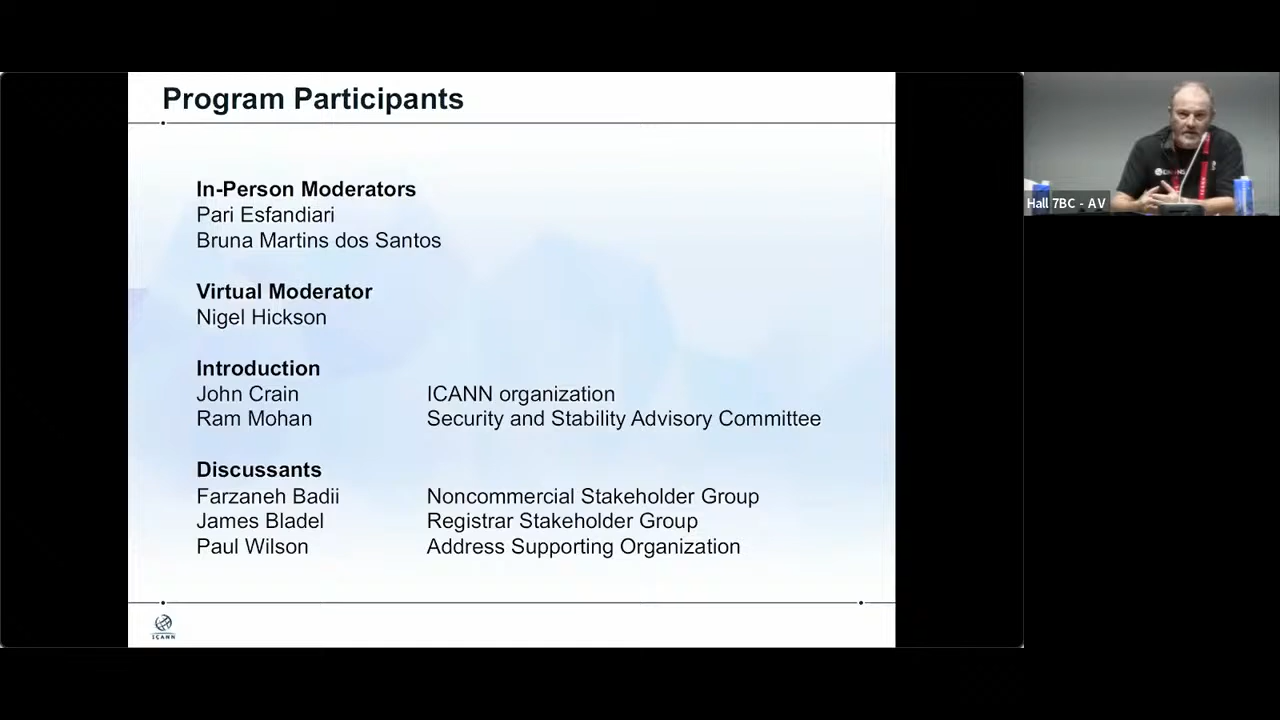 Program Participants
In-Person Moderators
Pari Esfandiari
Bruna Martins dos Santos
Virtual Moderator
Nigel Hickson
Introduction
John Crain ICANN organization
Ram Mohan Security and Stability Advisory Committee
Discussants
Farzaneh Badii Noncommercial Stakeholder Group
James Bladel Registrar Stakeholder Group
Paul Wilson Address Supporting Organization
ICANN
Hall 7BC - AV